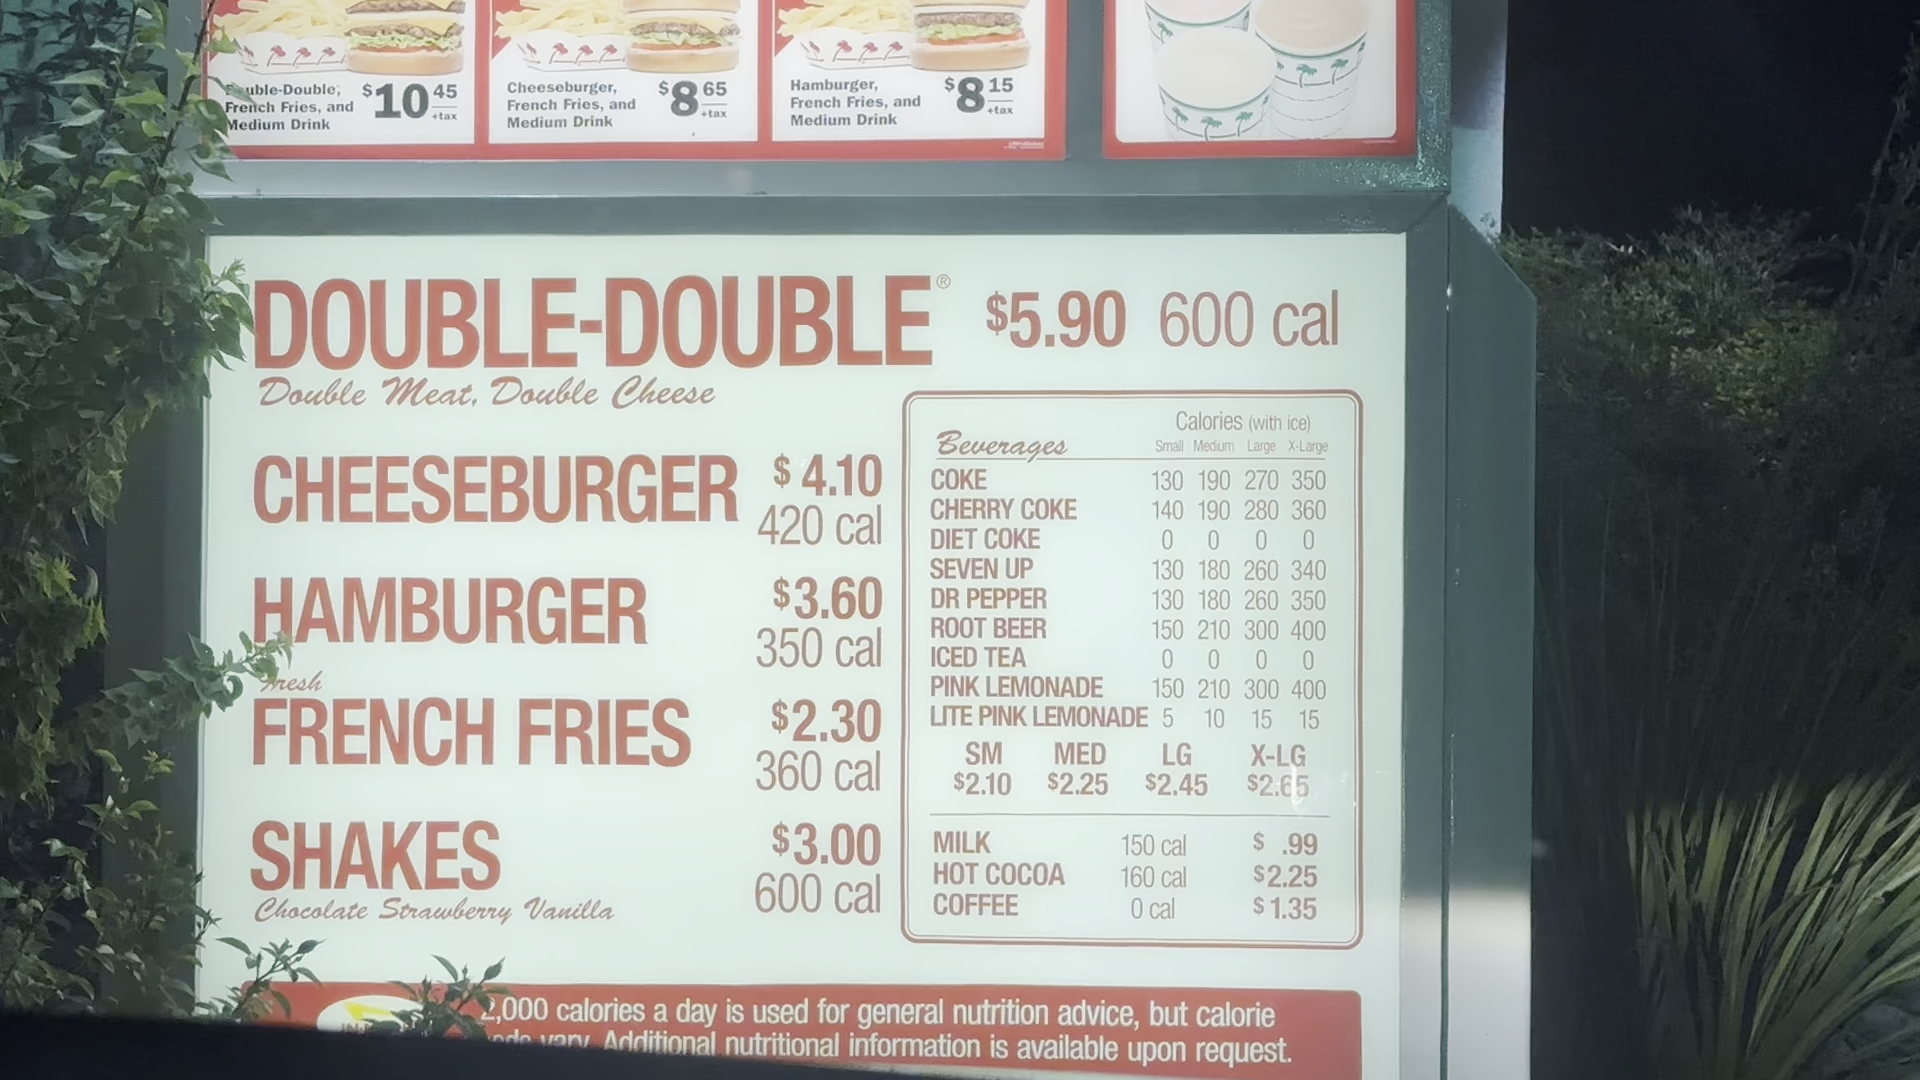 Double-Double,
French Fries, and
Medium Drink
$10 45
+tax
Cheeseburger,
French Fries, and
Medium Drink
$8 65
+tax
Hamburger,
French Fries, and
Medium Drink
$8 15
+tax
DOUBLE-DOUBLE® $5.90 600 cal
Double Meat, Double Cheese
CHEESEBURGER $4.10
420 cal
HAMBURGER $3.60
350 cal
Fresh
FRENCH FRIES $2.30
360 cal
SHAKES $3.00
600 cal
Chocolate Strawberry Vanilla
Calories (with ice)
Beverages Small Medium Large X-Large
COKE 130 190 270 350
CHERRY COKE 140 190 280 360
DIET COKE 0 0 0 0
SEVEN UP 130 180 260 340
DR PEPPER 130 180 260 350
ROOT BEER 150 210 300 400
ICED TEA 0 0 0 0
PINK LEMONADE 150 210 300 400
LITE PINK LEMONADE 5 10 15 15
SM MED LG X-LG
$2.10 $2.25 $2.45 $2.65
MILK 150 cal $ .99
HOT COCOA 160 cal $2.25
COFFEE 0 cal $1.35
2,000 calories a day is used for general nutrition advice, but calorie
vary. Additional nutritional information is available upon request.